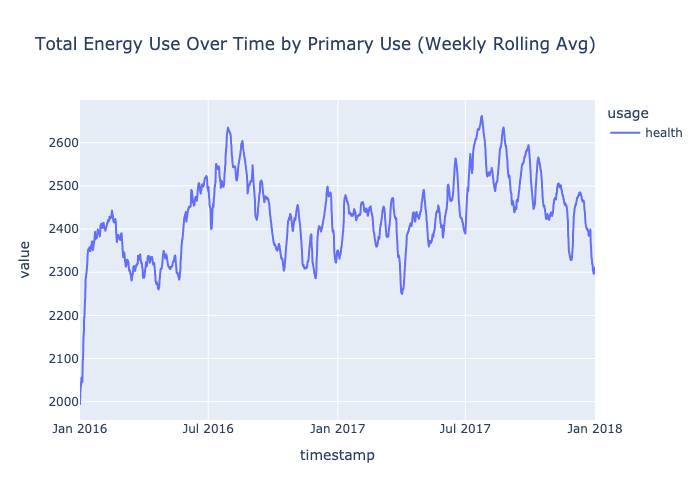 Total Energy Use Over Time by Primary Use (Weekly Rolling Avg)
usage
health
2600
2500
2400
2300
2200
2100
2000
value
Jan 2016
Jul 2016
Jan 2017
Jul 2017
Jan 2018
timestamp